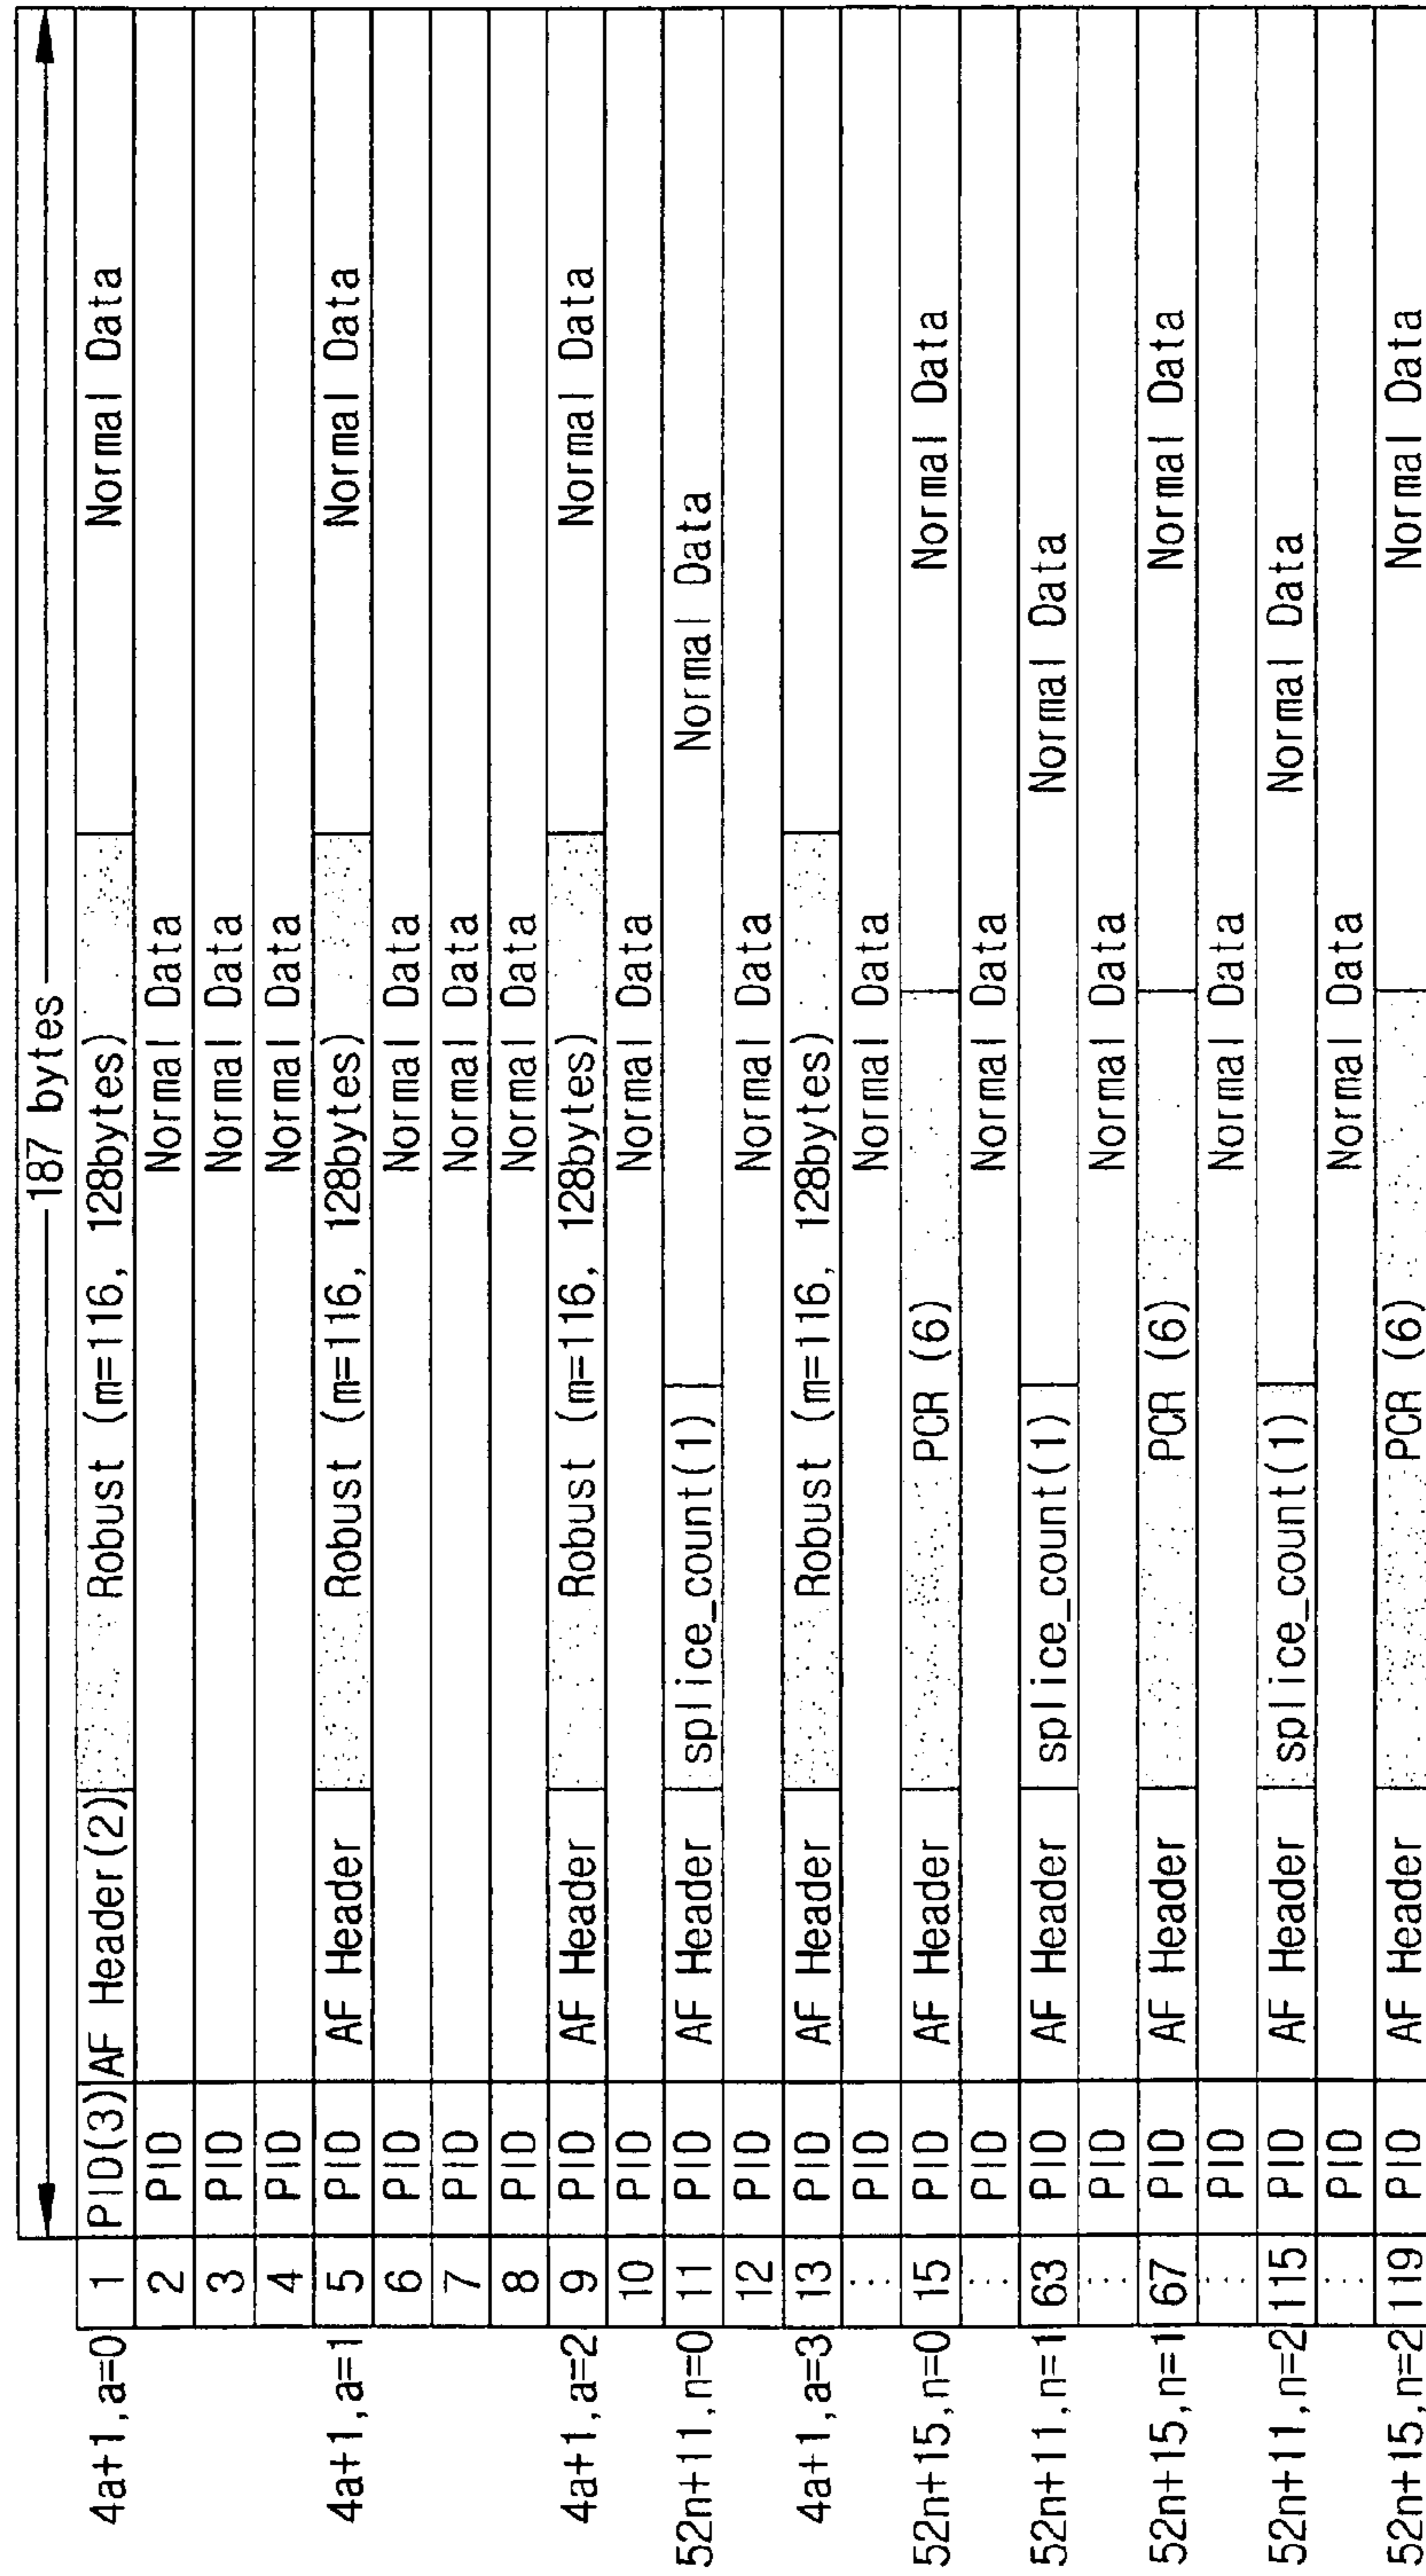 187 bytes
4a+1,a=0 1 PID(3) AF Header(2) Robust (m=116, 128bytes) Normal Data
2 PID Normal Data
3 PID Normal Data
4 PID Normal Data
4a+1,a=1 5 PID AF Header Robust (m=116, 128bytes) Normal Data
6 PID Normal Data
7 PID Normal Data
8 PID Normal Data
4a+1,a=2 9 PID AF Header Robust (m=116, 128bytes) Normal Data
10 PID Normal Data
52n+11,n=0 11 PID AF Header splice_count(1) Normal Data
12 PID Normal Data
4a+1,a=3 13 PID AF Header Robust (m=116, 128bytes)
⋮ PID Normal Data
52n+15,n=0 15 PID AF Header PCR (6) Normal Data
⋮ PID Normal Data
52n+11,n=1 63 PID AF Header splice_count(1) Normal Data
⋮ PID Normal Data
52n+15,n=1 67 PID AF Header PCR (6) Normal Data
⋮ PID Normal Data
52n+11,n=2 115 PID AF Header splice_count(1) Normal Data
⋮ PID Normal Data
52n+15,n=2 119 PID AF Header PCR (6) Normal Data